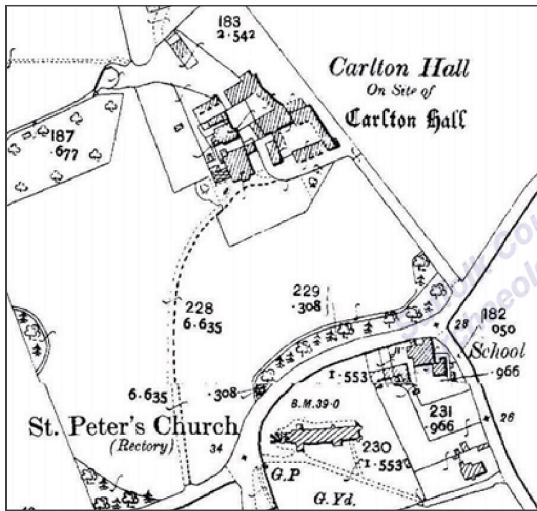 183
2.542
Carlton Hall
On Site of
Carlton Hall
187
.677
228
6.635
229
.308
182
050
28
School
.966
6.635
.308
1.553
St. Peter's Church
(Rectory)
B.M.39.0
231
966
26
34
230
1.553
G.P
G.Yd.